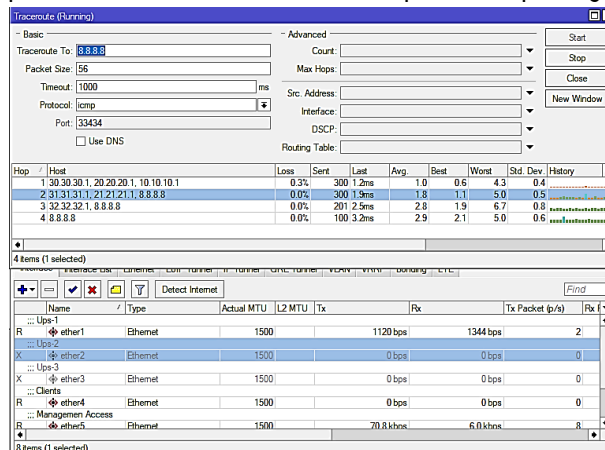 Traceroute (Running)
Basic
Advanced
Start
Traceroute To: 8.8.8.8
Count:
Stop
Packet Size: 56
Max Hops:
Close
Timeout: 1000 ms
Src. Address:
New Window
Protocol: icmp
Interface:
Port: 33434
DSCP:
Use DNS
Routing Table:
Hop Host Loss Sent Last Avg. Best Worst Std. Dev. History
1 30.30.30.1, 20.20.20.1, 10.10.10.1 0.3% 300 1.2ms 1.0 0.6 4.3 0.4
2 31.31.31.1, 21.21.21.1, 8.8.8.8 0.0% 300 1.9ms 1.8 1.1 5.0 0.5
3 32.32.32.1, 8.8.8.8 0.0% 201 2.5ms 2.8 1.9 6.7 0.8
4 8.8.8.8 0.0% 100 3.2ms 2.9 2.1 5.0 0.6
4 items (1 selected)
Interface Interface List Ethernet EoIP Tunnel IP Tunnel GRE Tunnel VLAN VRRP Bonding LTE
Detect Internet
Find
Name Type Actual MTU L2 MTU Tx Rx Tx Packet (p/s)
;;; Ups-1
R ether1 Ethernet 1500 1120 bps 1344 bps 2
;;; Ups-2
X ether2 Ethernet 1500 0 bps 0 bps 0
;;; Ups-3
X ether3 Ethernet 1500 0 bps 0 bps 0
;;; Clients
R ether4 Ethernet 1500 0 bps 0 bps 0
;;; Managemen Access
R ether5 Ethernet 1500 70.8 kbps 6.0 kbps 8
8 items (1 selected)